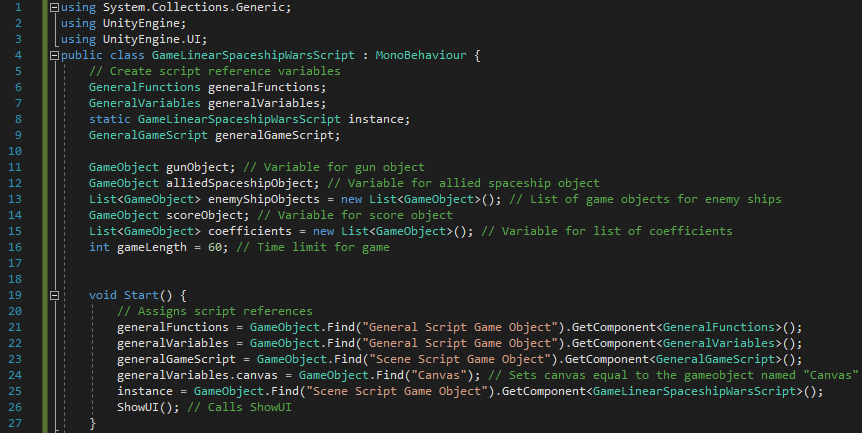 1 using System.Collections.Generic;
2 using UnityEngine;
3 using UnityEngine.UI;
4 public class GameLinearSpaceshipWarsScript : MonoBehaviour {
5 // Create script reference variables
6 GeneralFunctions generalFunctions;
7 GeneralVariables generalVariables;
8 static GameLinearSpaceshipWarsScript instance;
9 GeneralGameScript generalGameScript;
10
11 GameObject gunObject; // Variable for gun object
12 GameObject alliedSpaceshipObject; // Variable for allied spaceship object
13 List<GameObject> enemyShipObjects = new List<GameObject>(); // List of game objects for enemy ships
14 GameObject scoreObject; // Variable for score object
15 List<GameObject> coefficients = new List<GameObject>(); // Variable for list of coefficients
16 int gameLength = 60; // Time limit for game
17
18
19 void Start() {
20 // Assigns script references
21 generalFunctions = GameObject.Find("General Script Game Object").GetComponent<GeneralFunctions>();
22 generalVariables = GameObject.Find("General Script Game Object").GetComponent<GeneralVariables>();
23 generalGameScript = GameObject.Find("Scene Script Game Object").GetComponent<GeneralGameScript>();
24 generalVariables.canvas = GameObject.Find("Canvas"); // Sets canvas equal to the gameobject named "Canvas"
25 instance = GameObject.Find("Scene Script Game Object").GetComponent<GameLinearSpaceshipWarsScript>();
26 ShowUI(); // Calls ShowUI
27 }